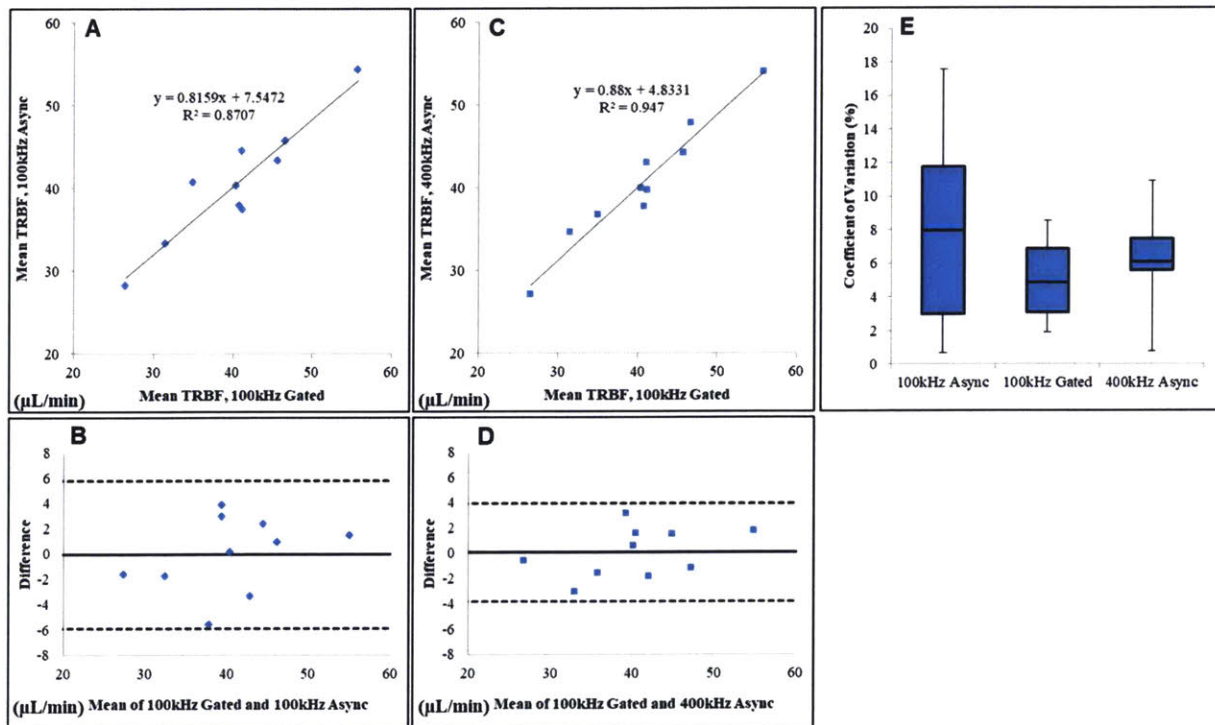 A
60
50
40
30
20
Mean TRBF, 100kHz Async
y = 0.8159x + 7.5472
R² = 0.8707
20 30 40 50 60
(µL/min) Mean TRBF, 100kHz Gated
C
60
50
40
30
20
Mean TRBF, 400kHz Async
y = 0.88x + 4.8331
R² = 0.947
20 30 40 50 60
(µL/min) Mean TRBF, 100kHz Gated
E
20
18
16
14
12
10
8
6
4
2
0
Coefficient of Variation (%)
100kHz Async 100kHz Gated 400kHz Async
B
8
6
4
2
0
-2
-4
-6
-8
Difference
20 30 40 50 60
(µL/min) Mean of 100kHz Gated and 100kHz Async
D
8
6
4
2
0
-2
-4
-6
-8
Difference
20 30 40 50 60
(µL/min) Mean of 100kHz Gated and 400kHz Async